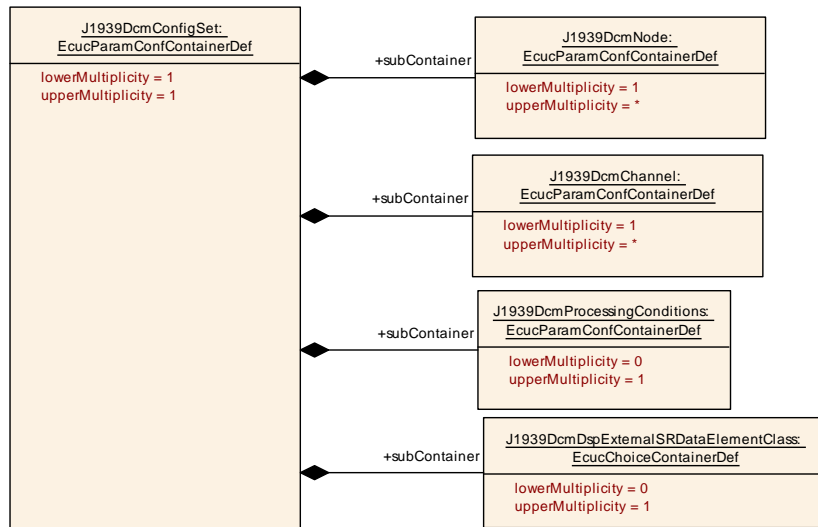 J1939DcmConfigSet:
EcucParamConfContainerDef
lowerMultiplicity = 1
upperMultiplicity = 1
+subContainer
J1939DcmNode:
EcucParamConfContainerDef
lowerMultiplicity = 1
upperMultiplicity = *
+subContainer
J1939DcmChannel:
EcucParamConfContainerDef
lowerMultiplicity = 1
upperMultiplicity = *
+subContainer
J1939DcmProcessingConditions:
EcucParamConfContainerDef
lowerMultiplicity = 0
upperMultiplicity = 1
+subContainer
J1939DcmDspExternalSRDataElementClass:
EcucChoiceContainerDef
lowerMultiplicity = 0
upperMultiplicity = 1